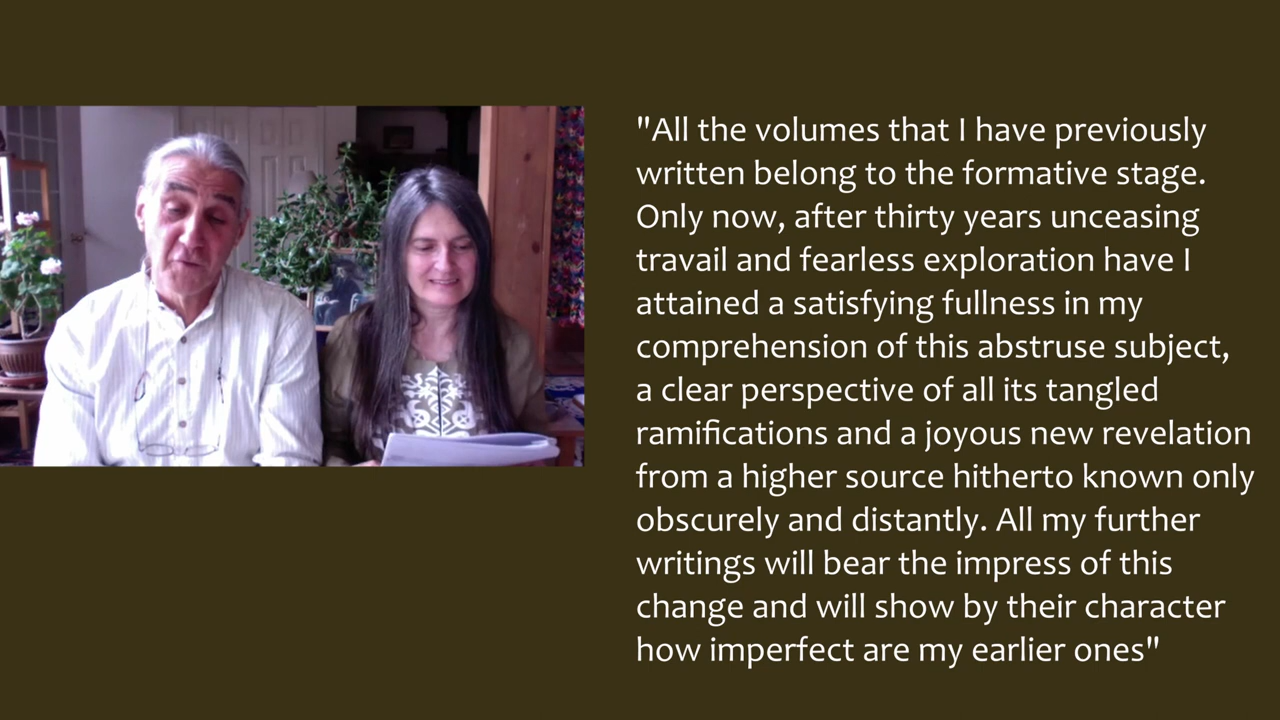 "All the volumes that I have previously
written belong to the formative stage.
Only now, after thirty years unceasing
travail and fearless exploration have I
attained a satisfying fullness in my
comprehension of this abstruse subject,
a clear perspective of all its tangled
ramifications and a joyous new revelation
from a higher source hitherto known only
obscurely and distantly. All my further
writings will bear the impress of this
change and will show by their character
how imperfect are my earlier ones"